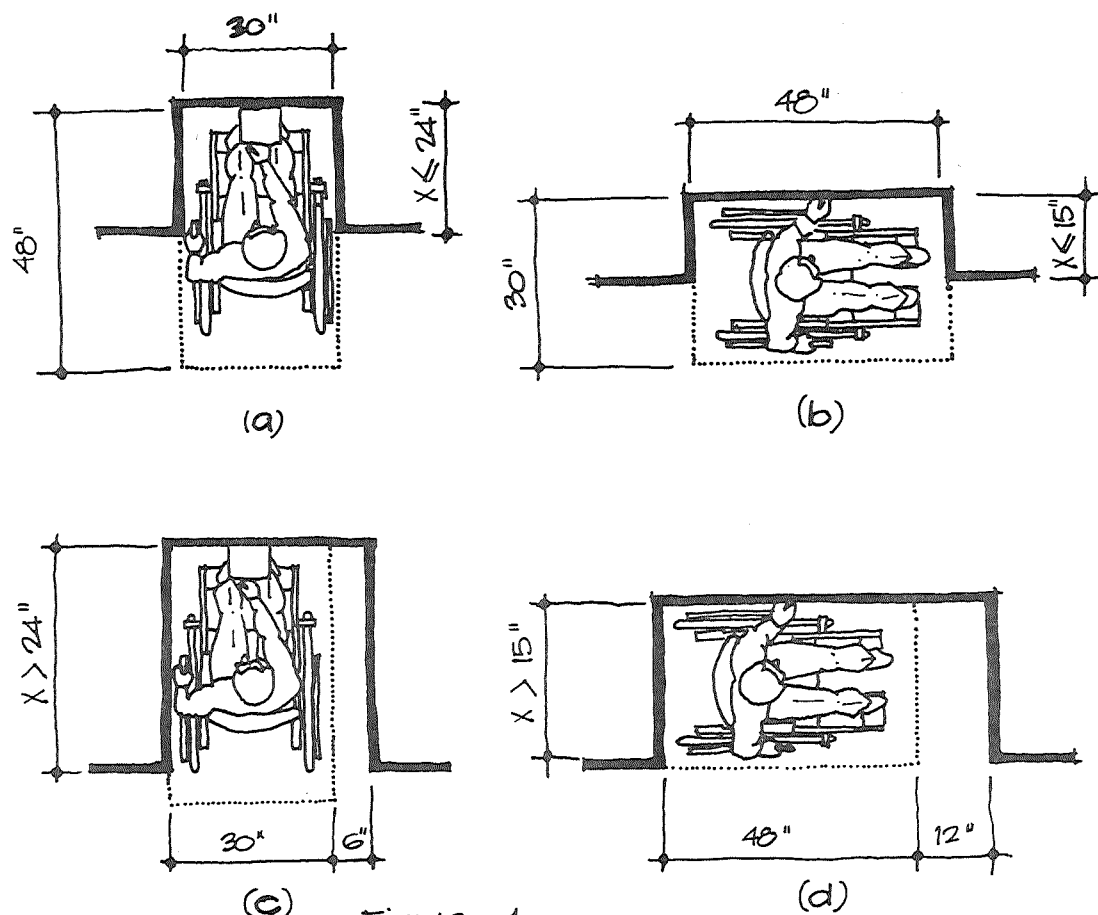 30"
48"
X ≤ 24"
(a)
48"
30"
X ≤ 15"
(b)
X > 24"
30"
6"
(c)
X > 15"
48"
12"
(d)